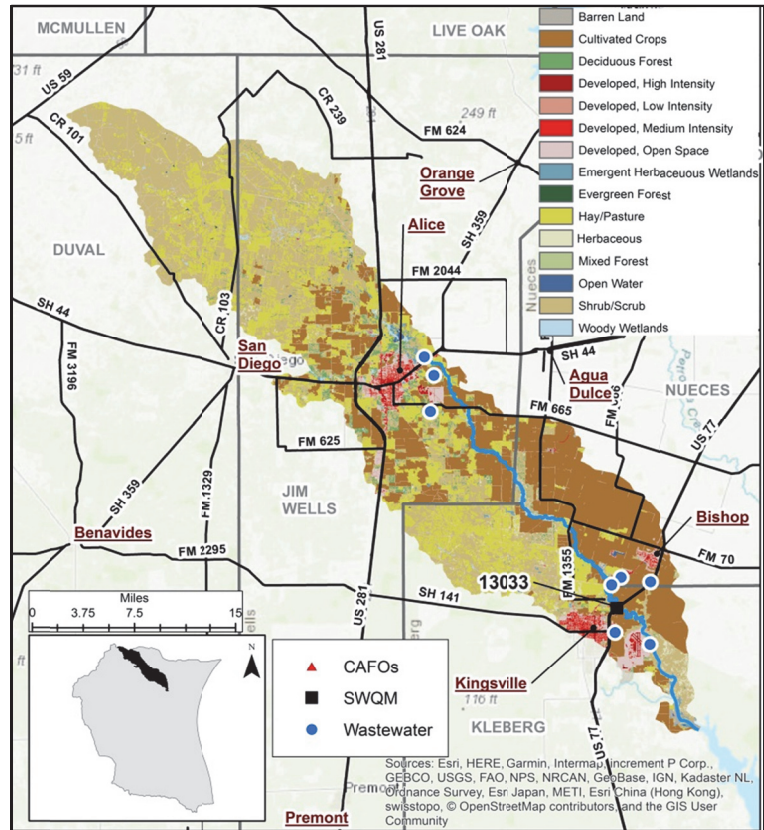 MCMULLEN
LIVE OAK
US 281
31 ft
US 59
CR 101
5 ft
CR 239
249 ft
FM 624
Orange
Grove
Alice
SH 359
FM 2044
DUVAL
Nueces
SH 44
CR 103
San
Diego
SH 44
FM 3196
Agua
Dulce
NUECES
FM 665
US 77
FM 625
SH 359
FM 1329
JIM
WELLS
Benavides
Bishop
FM 2295
FM 70
13033
FM 1355
SH 141
US 281
Kingsville
116 ft
KLEBERG
US 77
Premont
Barren Land
Cultivated Crops
Deciduous Forest
Developed, High Intensity
Developed, Low Intensity
Developed, Medium Intensity
Developed, Open Space
Emergent Herbaceous Wetlands
Evergreen Forest
Hay/Pasture
Herbaceous
Mixed Forest
Open Water
Shrub/Scrub
Woody Wetlands
Miles
0 3.75 7.5 15
N
CAFOs
SWQM
Wastewater
Sources: Esri, HERE, Garmin, Intermap, increment P Corp.,
GEBCO, USGS, FAO, NPS, NRCAN, GeoBase, IGN, Kadaster NL,
Ordnance Survey, Esri Japan, METI, Esri China (Hong Kong),
swisstopo, © OpenStreetMap contributors, and the GIS User
Community